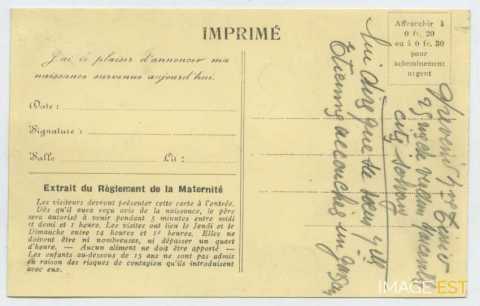 IMPRIMÉ
J'ai le plaisir d'annoncer ma
naissance survenue aujourd'hui.
Date :
Signature :
Salle Lit :
Extrait du Règlement de la Maternité
Les visiteurs devront présenter cette carte à l'entrée.
Dès qu'il aura reçu avis de la naissance, le père
sera autorisé à venir pendant 5 minutes entre midi
et demi et 1 heure. Les visites ont lieu le Jeudi et le
Dimanche entre 14 heures et 15 heures. Elles ne
doivent être ni nombreuses, ni dépasser un quart
d'heure. — Aucun aliment ne doit être apporté —
Les enfants au-dessous de 15 ans ne sont pas admis
en raison des risques de contagion qu'ils introduisent
avec eux.
Affranchir à
0 fr. 20
ou à 0 fr. 30
pour
acheminement
urgent
lui dire que sa
IMAGE'EST